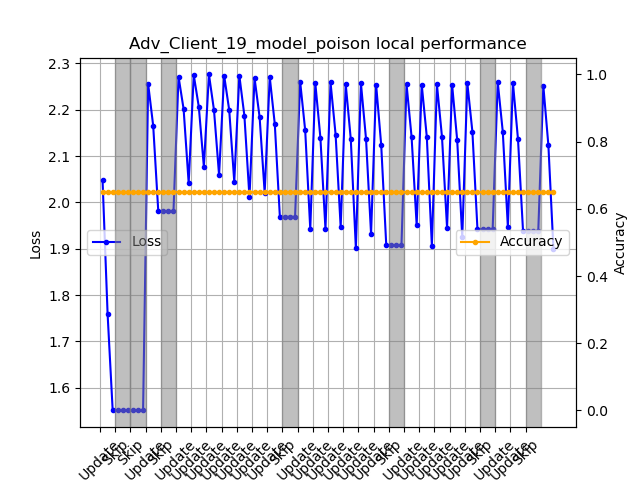 Adv_Client_19_model_poison local performance
2.3
2.2
2.1
2.0
1.9
1.8
1.7
1.6
Loss
1.0
0.8
0.6
0.4
0.2
0.0
Accuracy
Loss
Accuracy
Update
Skip
Skip
Update
Skip
Update
Update
Update
Update
Update
Update
Update
Skip
Update
Update
Update
Update
Update
Update
Skip
Update
Update
Update
Update
Update
Skip
Update
Update
Skip